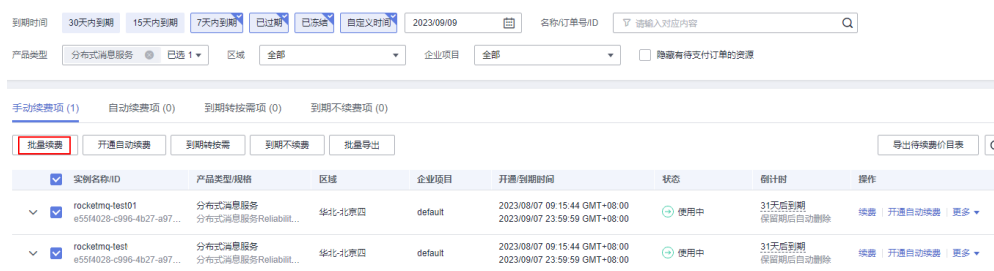 到期时间 30天内到期 15天内到期 7天内到期 已过期 已冻结 自定义时间 2023/09/09 名称/订单号/ID 请输入对应内容
产品类型 分布式消息服务 已选 1 区域 全部 企业项目 全部 隐藏有待支付订单的资源
手动续费项 (1) 自动续费项 (0) 到期转按需项 (0) 到期不续费项 (0)
批量续费 开通自动续费 到期转按需 到期不续费 批量导出 导出待续费价目表
实例名称/ID 产品类型/规格 区域 企业项目 开通/到期时间 状态 倒计时 操作
rocketmq-test01 分布式消息服务 华北-北京四 default 2023/08/07 09:15:44 GMT+08:00 使用中 31天后到期 续费 开通自动续费 更多
e55f4028-c996-4b27-a97... 分布式消息服务Reliabilit... 2023/09/07 23:59:59 GMT+08:00 保留期后自动删除
rocketmq-test 分布式消息服务 华北-北京四 default 2023/08/07 09:15:44 GMT+08:00 使用中 31天后到期 续费 开通自动续费 更多
e55f4028-c996-4b27-a97... 分布式消息服务Reliabilit... 2023/09/07 23:59:59 GMT+08:00 保留期后自动删除